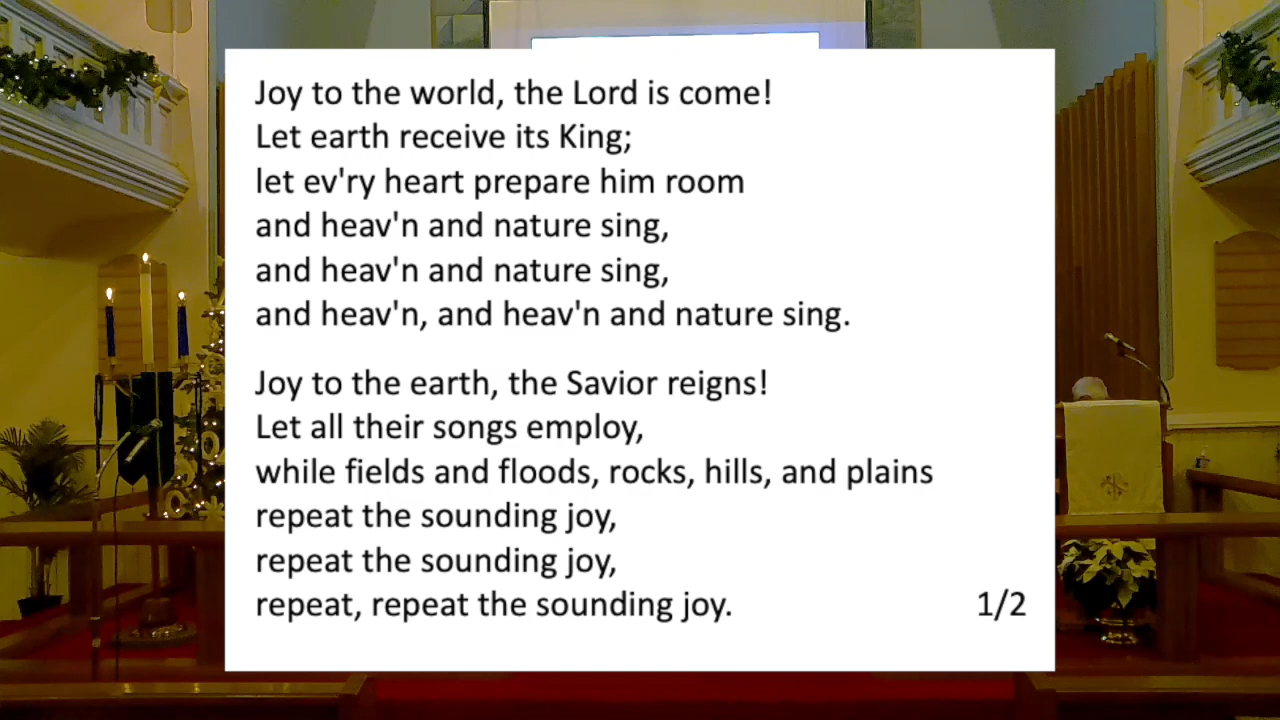 Joy to the world, the Lord is come!
Let earth receive its King;
let ev'ry heart prepare him room
and heav'n and nature sing,
and heav'n and nature sing,
and heav'n, and heav'n and nature sing.
Joy to the earth, the Savior reigns!
Let all their songs employ,
while fields and floods, rocks, hills, and plains
repeat the sounding joy,
repeat the sounding joy,
repeat, repeat the sounding joy.
1/2